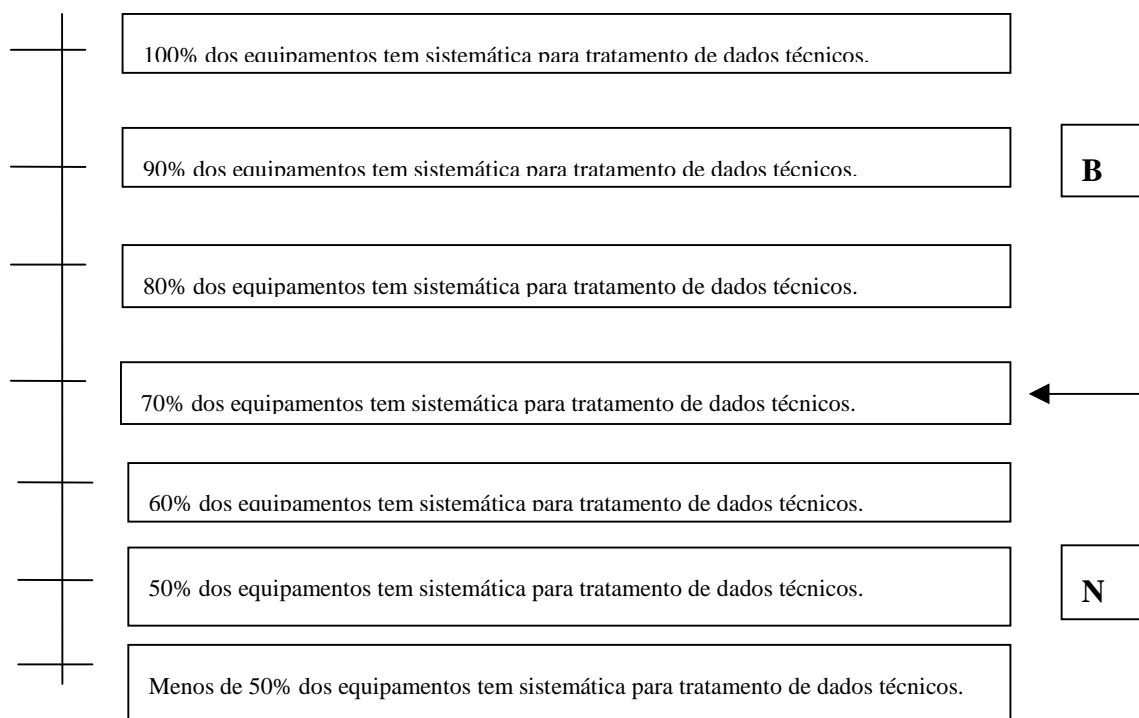 100% dos equipamentos tem sistemática para tratamento de dados técnicos.
90% dos equipamentos tem sistemática para tratamento de dados técnicos.
B
80% dos equipamentos tem sistemática para tratamento de dados técnicos.
70% dos equipamentos tem sistemática para tratamento de dados técnicos.
60% dos equipamentos tem sistemática para tratamento de dados técnicos.
50% dos equipamentos tem sistemática para tratamento de dados técnicos.
N
Menos de 50% dos equipamentos tem sistemática para tratamento de dados técnicos.